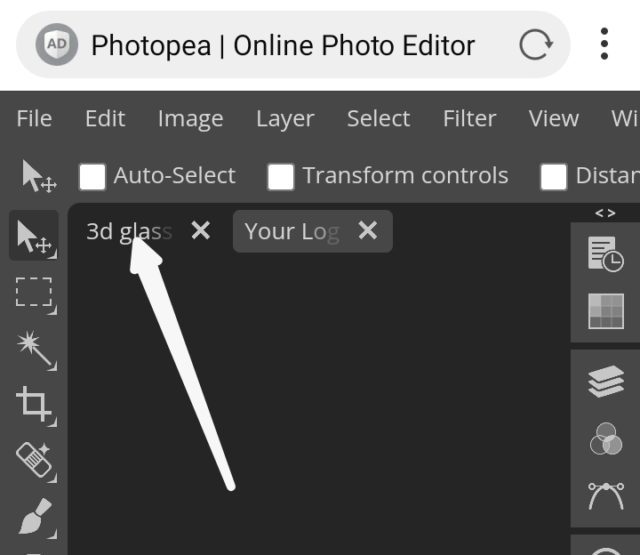 AD Photopea | Online Photo Editor
File Edit Image Layer Select Filter View Wi
Auto-Select Transform controls Distan
3d glass Your Log